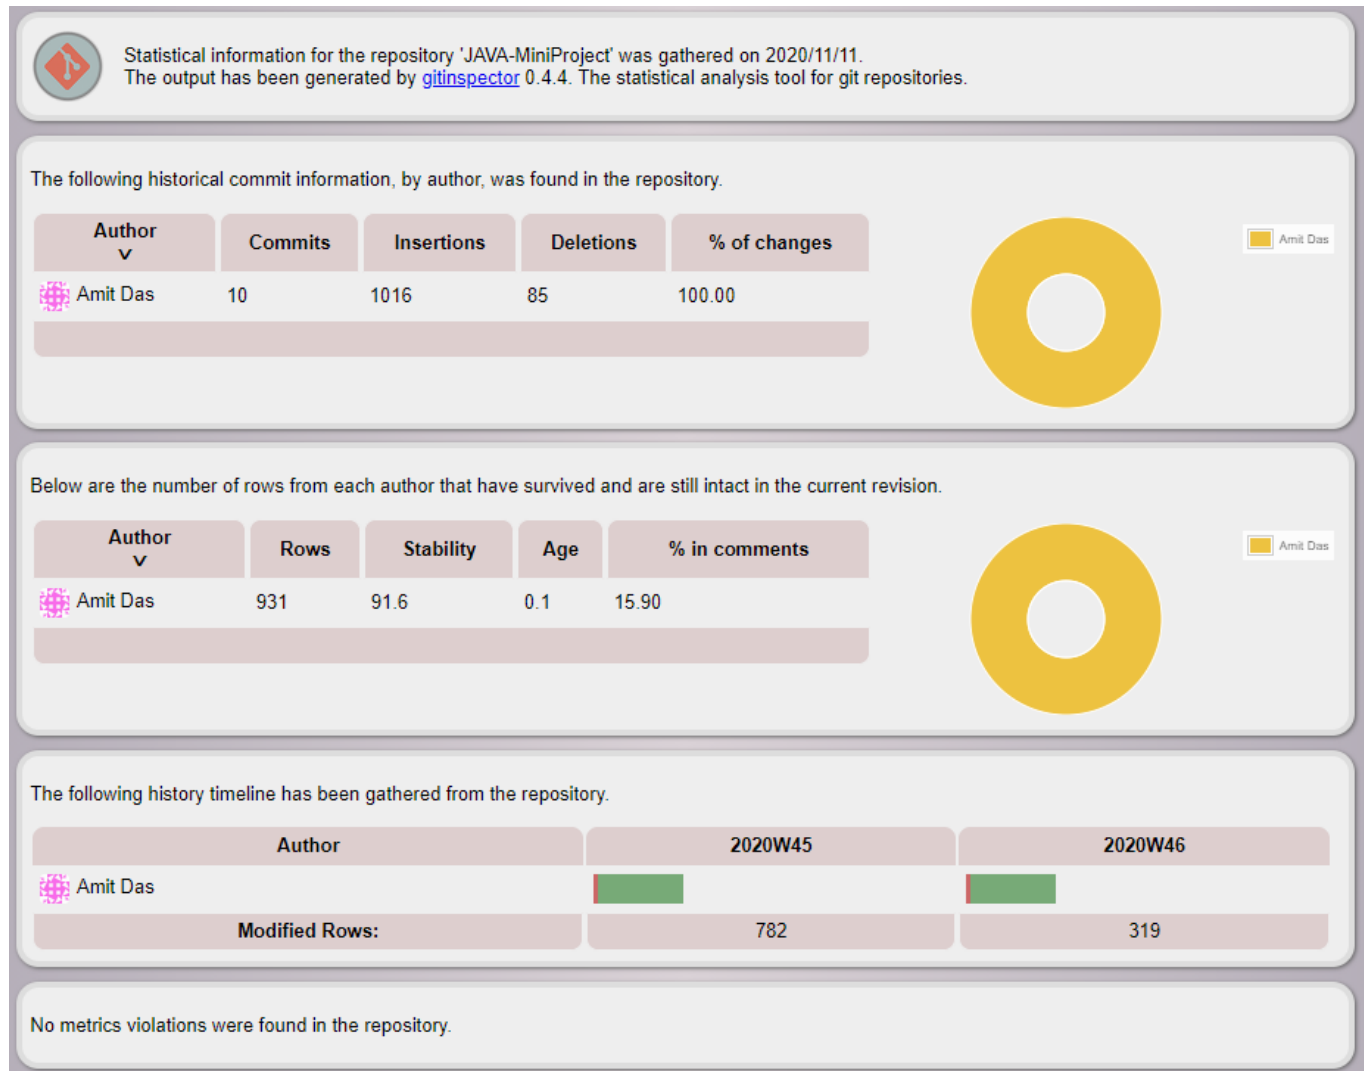 Statistical information for the repository 'JAVA-MiniProject' was gathered on 2020/11/11.
The output has been generated by gitinspector 0.4.4. The statistical analysis tool for git repositories.
The following historical commit information, by author, was found in the repository.
Author Commits Insertions Deletions % of changes
Amit Das 10 1016 85 100.00
Amit Das
Below are the number of rows from each author that have survived and are still intact in the current revision.
Author Rows Stability Age % in comments
Amit Das 931 91.6 0.1 15.90
Amit Das
The following history timeline has been gathered from the repository.
Author 2020W45 2020W46
Amit Das
Modified Rows: 782 319
No metrics violations were found in the repository.